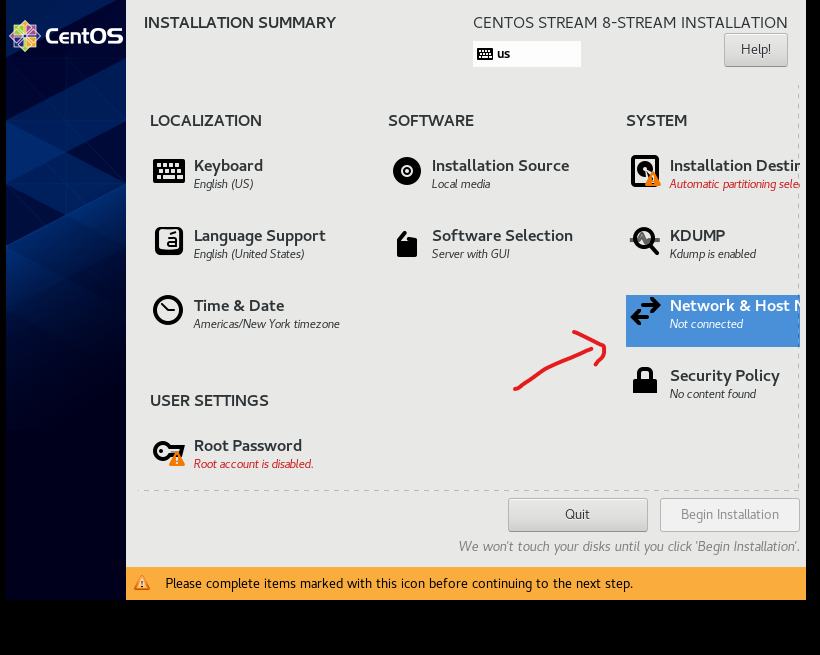 CentOS
INSTALLATION SUMMARY
CENTOS STREAM 8-STREAM INSTALLATION
us
Help!
LOCALIZATION
Keyboard
English (US)
Language Support
English (United States)
Time & Date
Americas/New York timezone
SOFTWARE
Installation Source
Local media
Software Selection
Server with GUI
SYSTEM
Installation Destin
Automatic partitioning sele
KDUMP
Kdump is enabled
Network & Host N
Not connected
Security Policy
No content found
USER SETTINGS
Root Password
Root account is disabled.
Quit
Begin Installation
We won't touch your disks until you click 'Begin Installation'.
Please complete items marked with this icon before continuing to the next step.